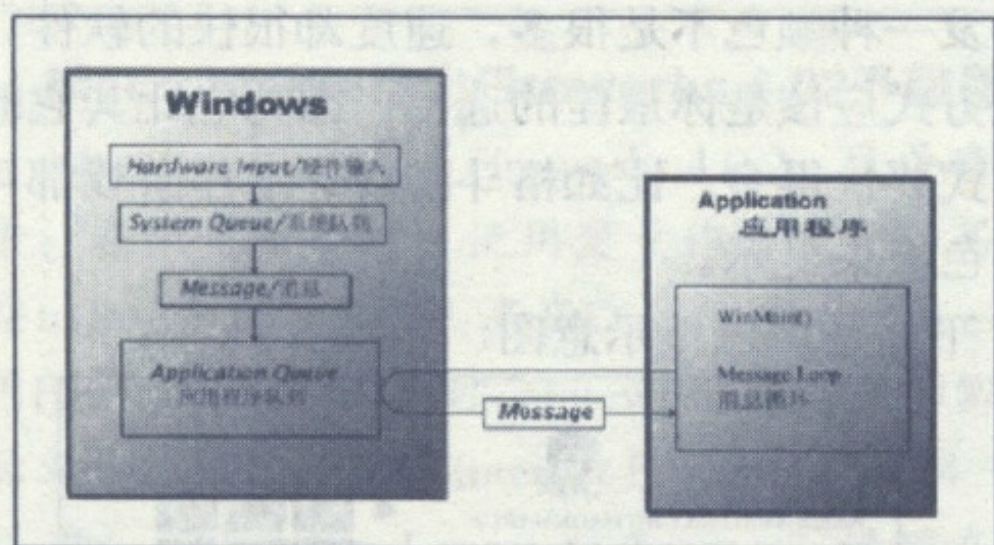 Windows
Hardware Input/硬件输入
System Queue/系统队列
Message/消息
Application Queue
应用程序队列
Message
Application
应用程序
WinMain()
Message Loop
消息循环